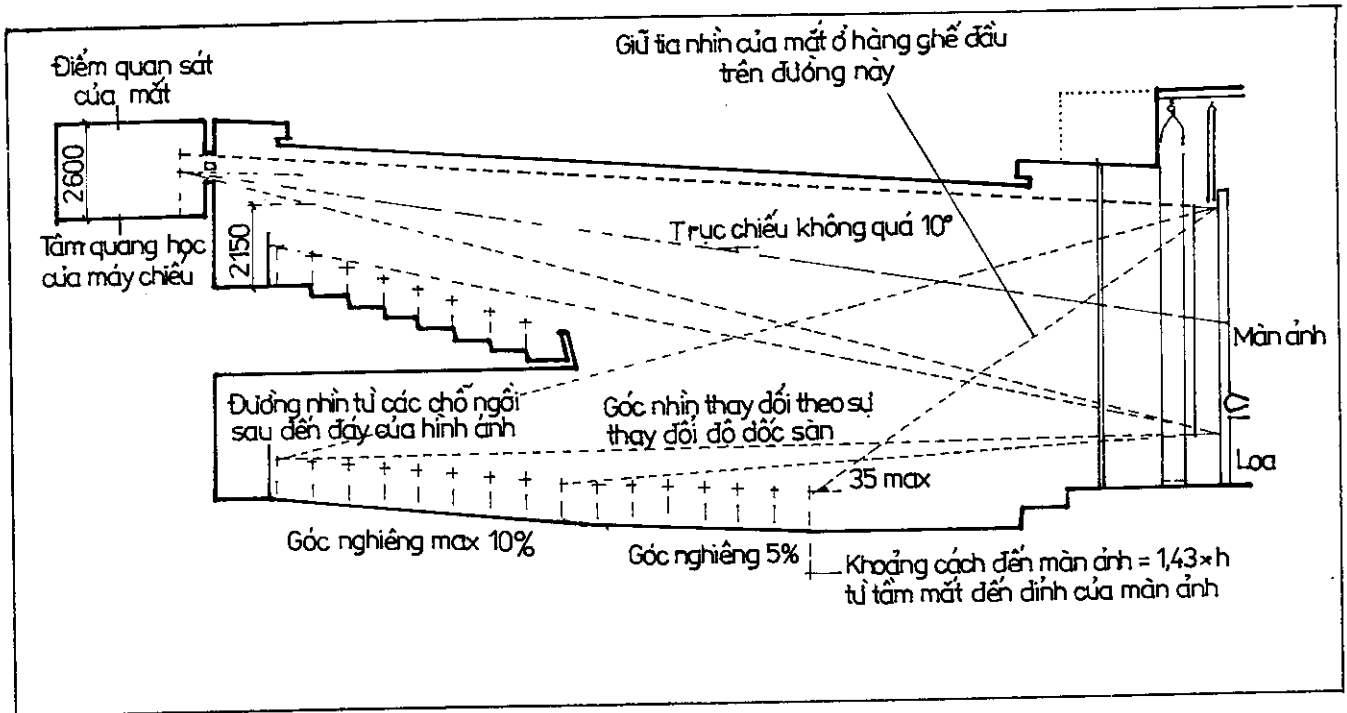 Giữ tia nhìn của mắt ở hàng ghế đầu
trên đường này
Điểm quan sát
của mắt
2600
Tâm quang học
của máy chiếu
2150
Trục chiếu không quá 10°
Màn ảnh
Đường nhìn từ các chỗ ngồi
sau đến đáy của hình ảnh
Góc nhìn thay đổi theo sự
thay đổi độ dốc sàn
Loa
35 max
Góc nghiêng max 10%
Góc nghiêng 5%
Khoảng cách đến màn ảnh = 1,43×h
từ tầm mắt đến đỉnh của màn ảnh